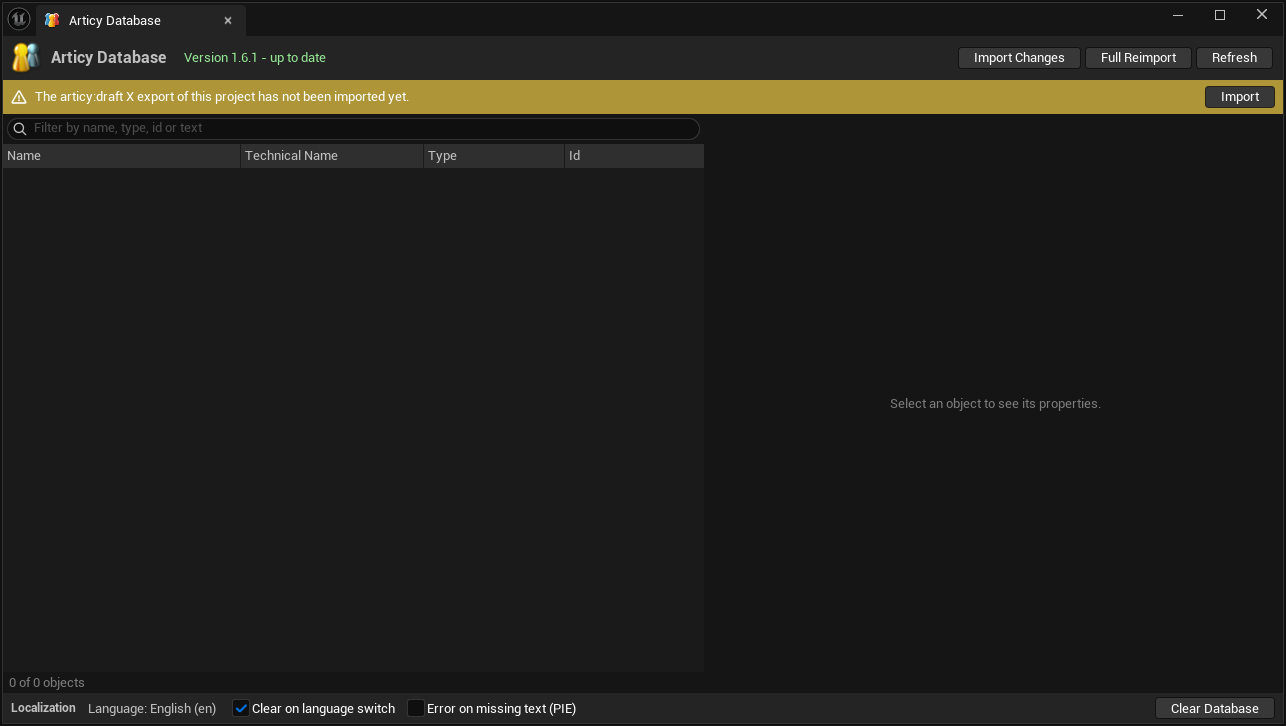 Articy Database
Articy Database Version 1.6.1 - up to date Import Changes Full Reimport Refresh
The articy:draft X export of this project has not been imported yet. Import
Filter by name, type, id or text
Name Technical Name Type Id
Select an object to see its properties.
0 of 0 objects
Localization Language: English (en) Clear on language switch Error on missing text (PIE) Clear Database